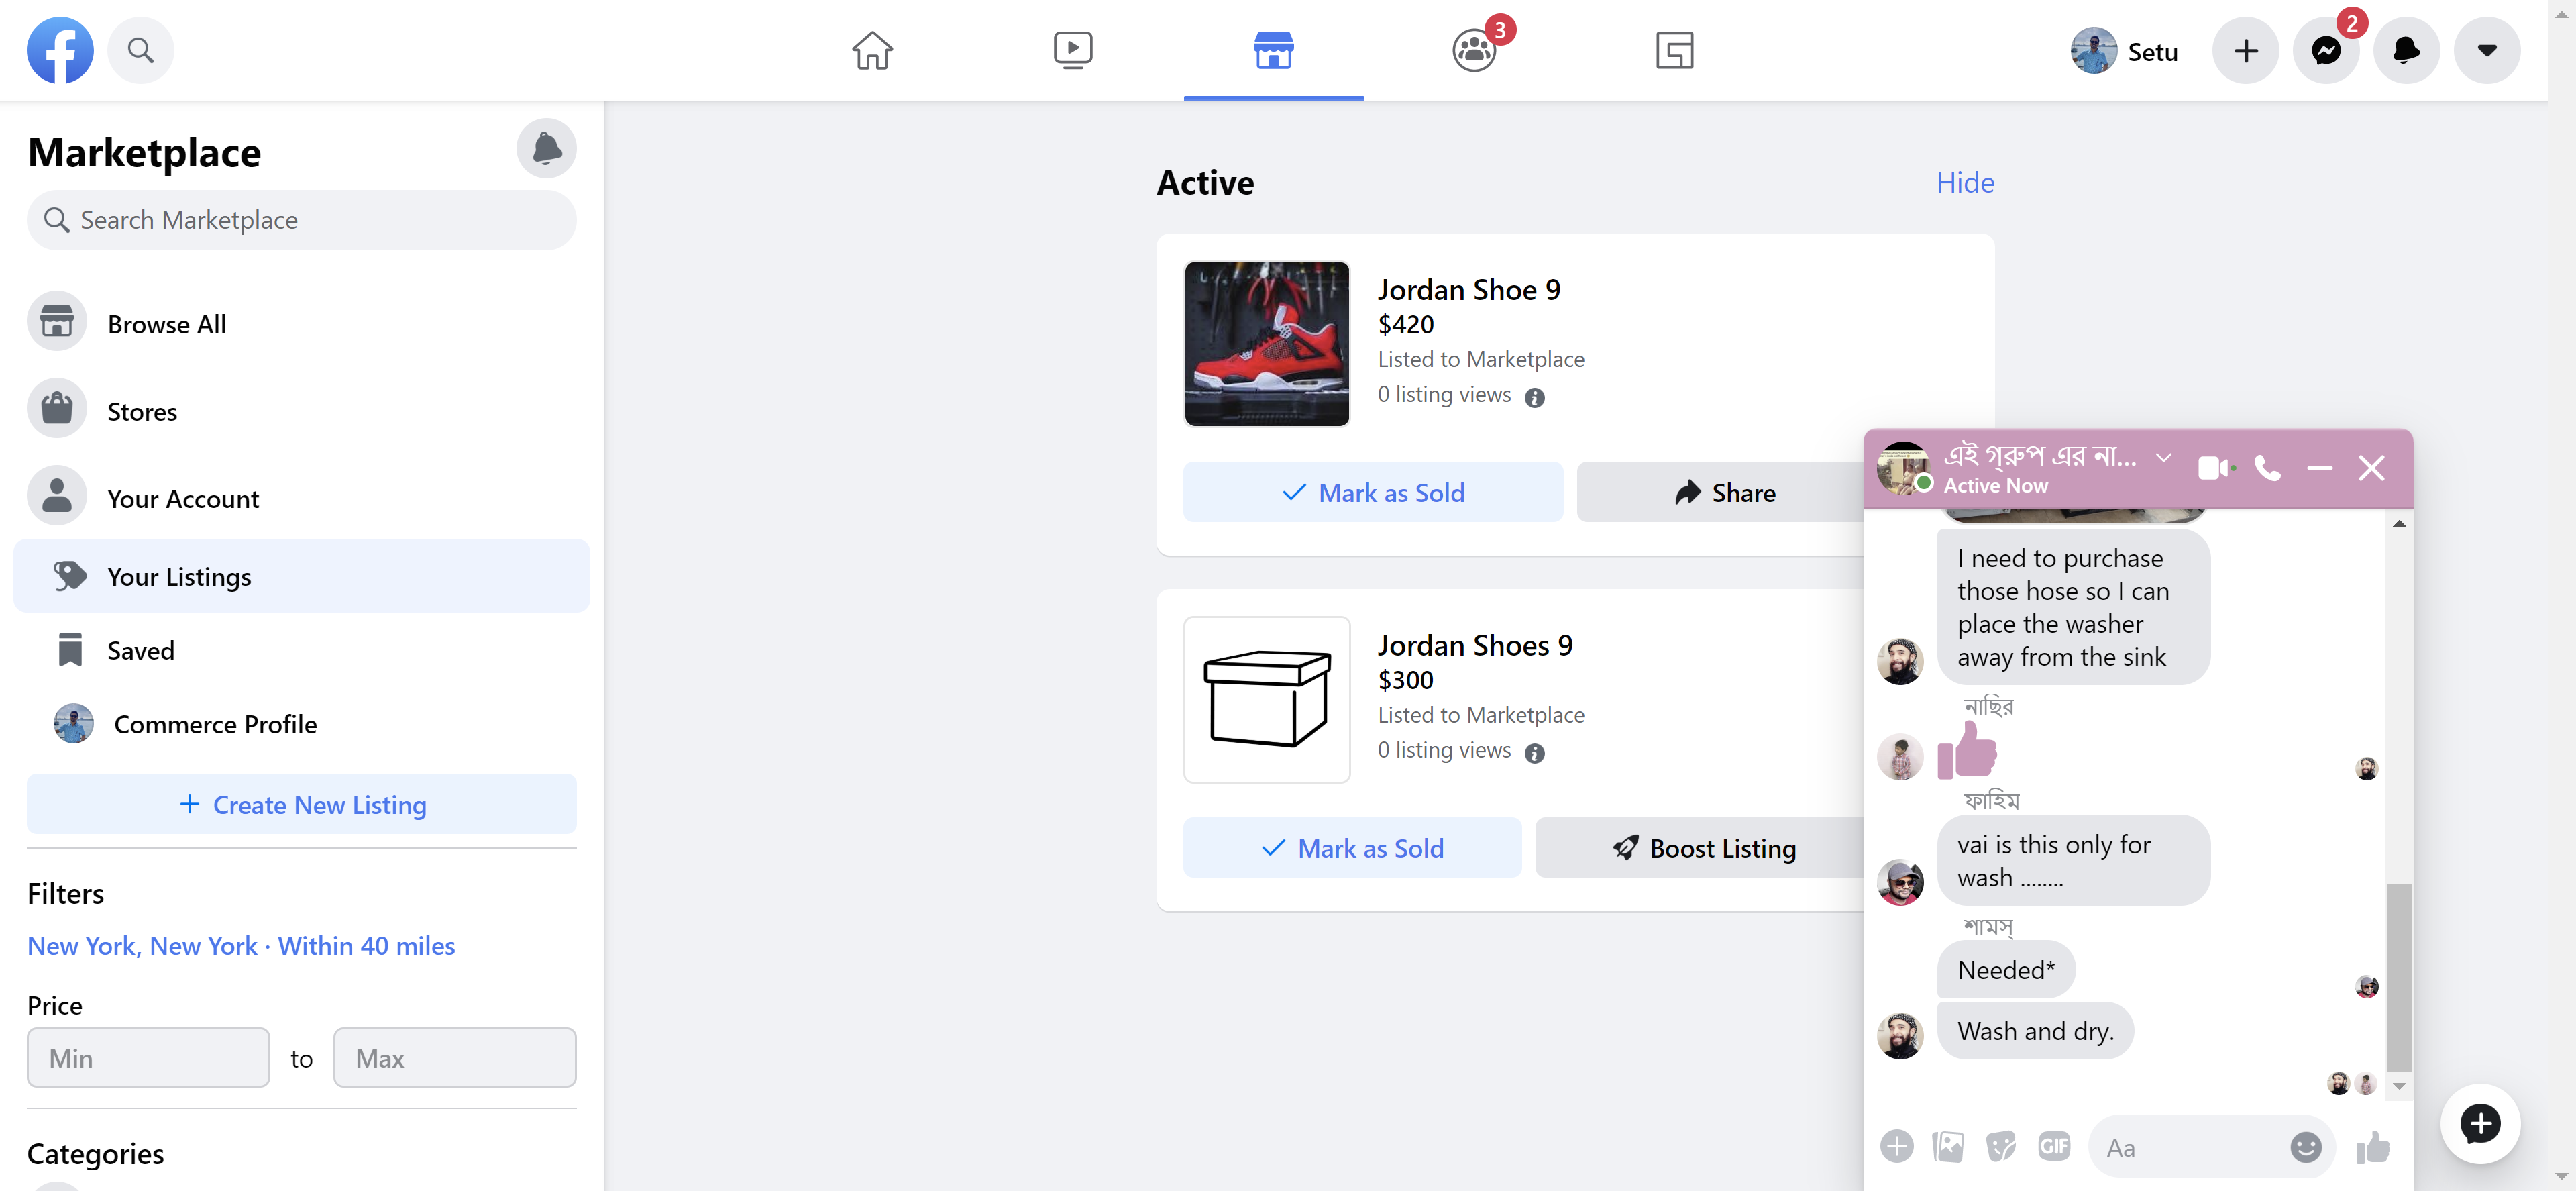 3
Setu
2
Marketplace
Search Marketplace
Browse All
Stores
Your Account
Your Listings
Saved
Commerce Profile
+ Create New Listing
Filters
New York, New York · Within 40 miles
Price
Min to Max
Categories
Active
Hide
Jordan Shoe 9
$420
Listed to Marketplace
0 listing views
Mark as Sold
Share
Jordan Shoes 9
$300
Listed to Marketplace
0 listing views
Mark as Sold
Boost Listing
এই গ্রুপ এর না...
Active Now
I need to purchase
those hose so I can
place the washer
away from the sink
নাছির
ফাহিম
vai is this only for
wash ........
শামস্
Needed*
Wash and dry.
GIF
Aa